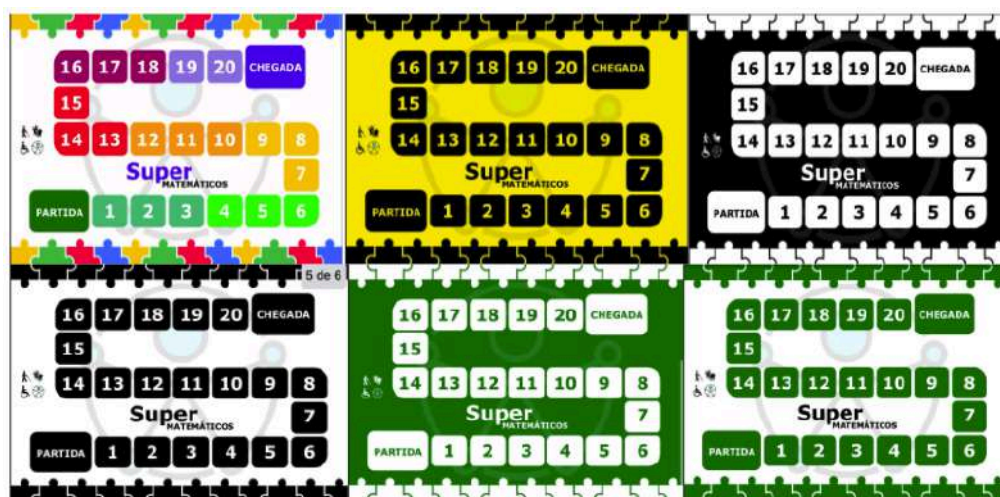 16 17 18 19 20 CHEGADA
15
14 13 12 11 10 9 8
7
Super
MATEMÁTICOS
PARTIDA 1 2 3 4 5 6
16 17 18 19 20 CHEGADA
15
14 13 12 11 10 9 8
7
Super
MATEMÁTICOS
PARTIDA 1 2 3 4 5 6
16 17 18 19 20 CHEGADA
15
14 13 12 11 10 9 8
7
Super
MATEMÁTICOS
PARTIDA 1 2 3 4 5 6
5 de 6
16 17 18 19 20 CHEGADA
15
14 13 12 11 10 9 8
7
Super
MATEMÁTICOS
PARTIDA 1 2 3 4 5 6
16 17 18 19 20 CHEGADA
15
14 13 12 11 10 9 8
7
Super
MATEMÁTICOS
PARTIDA 1 2 3 4 5 6
16 17 18 19 20 CHEGADA
15
14 13 12 11 10 9 8
7
Super
MATEMÁTICOS
PARTIDA 1 2 3 4 5 6